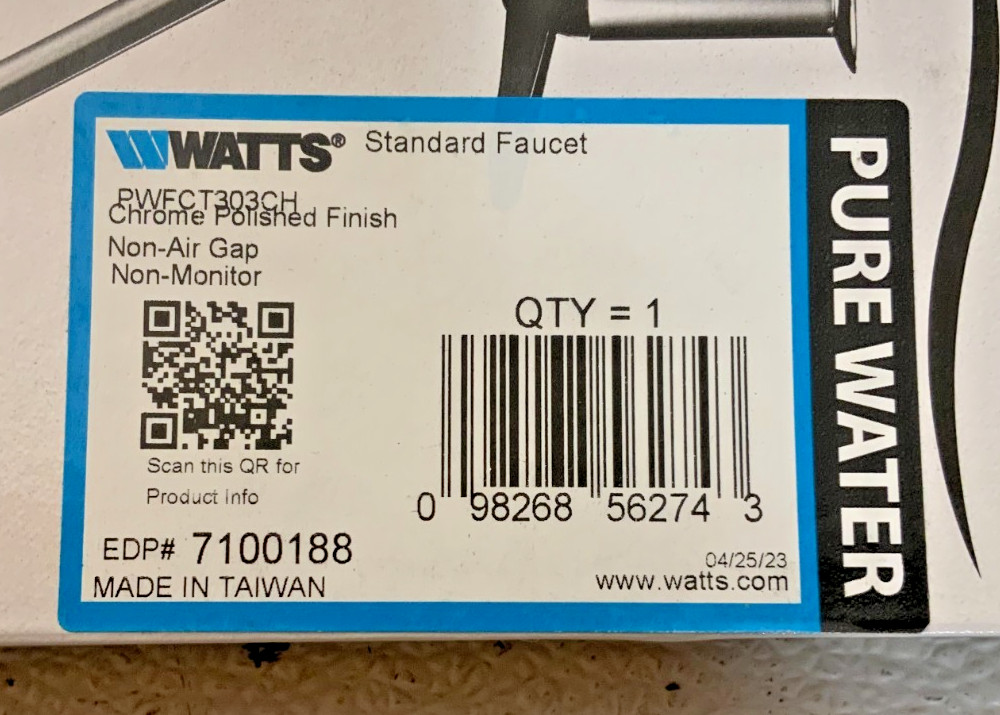 WATTS® Standard Faucet
PWFCT303CH
Chrome Polished Finish
Non-Air Gap
Non-Monitor
QTY = 1
Scan this QR for
Product Info
0 98268 56274 3
EDP# 7100188
MADE IN TAIWAN
04/25/23
www.watts.com
PURE WATER